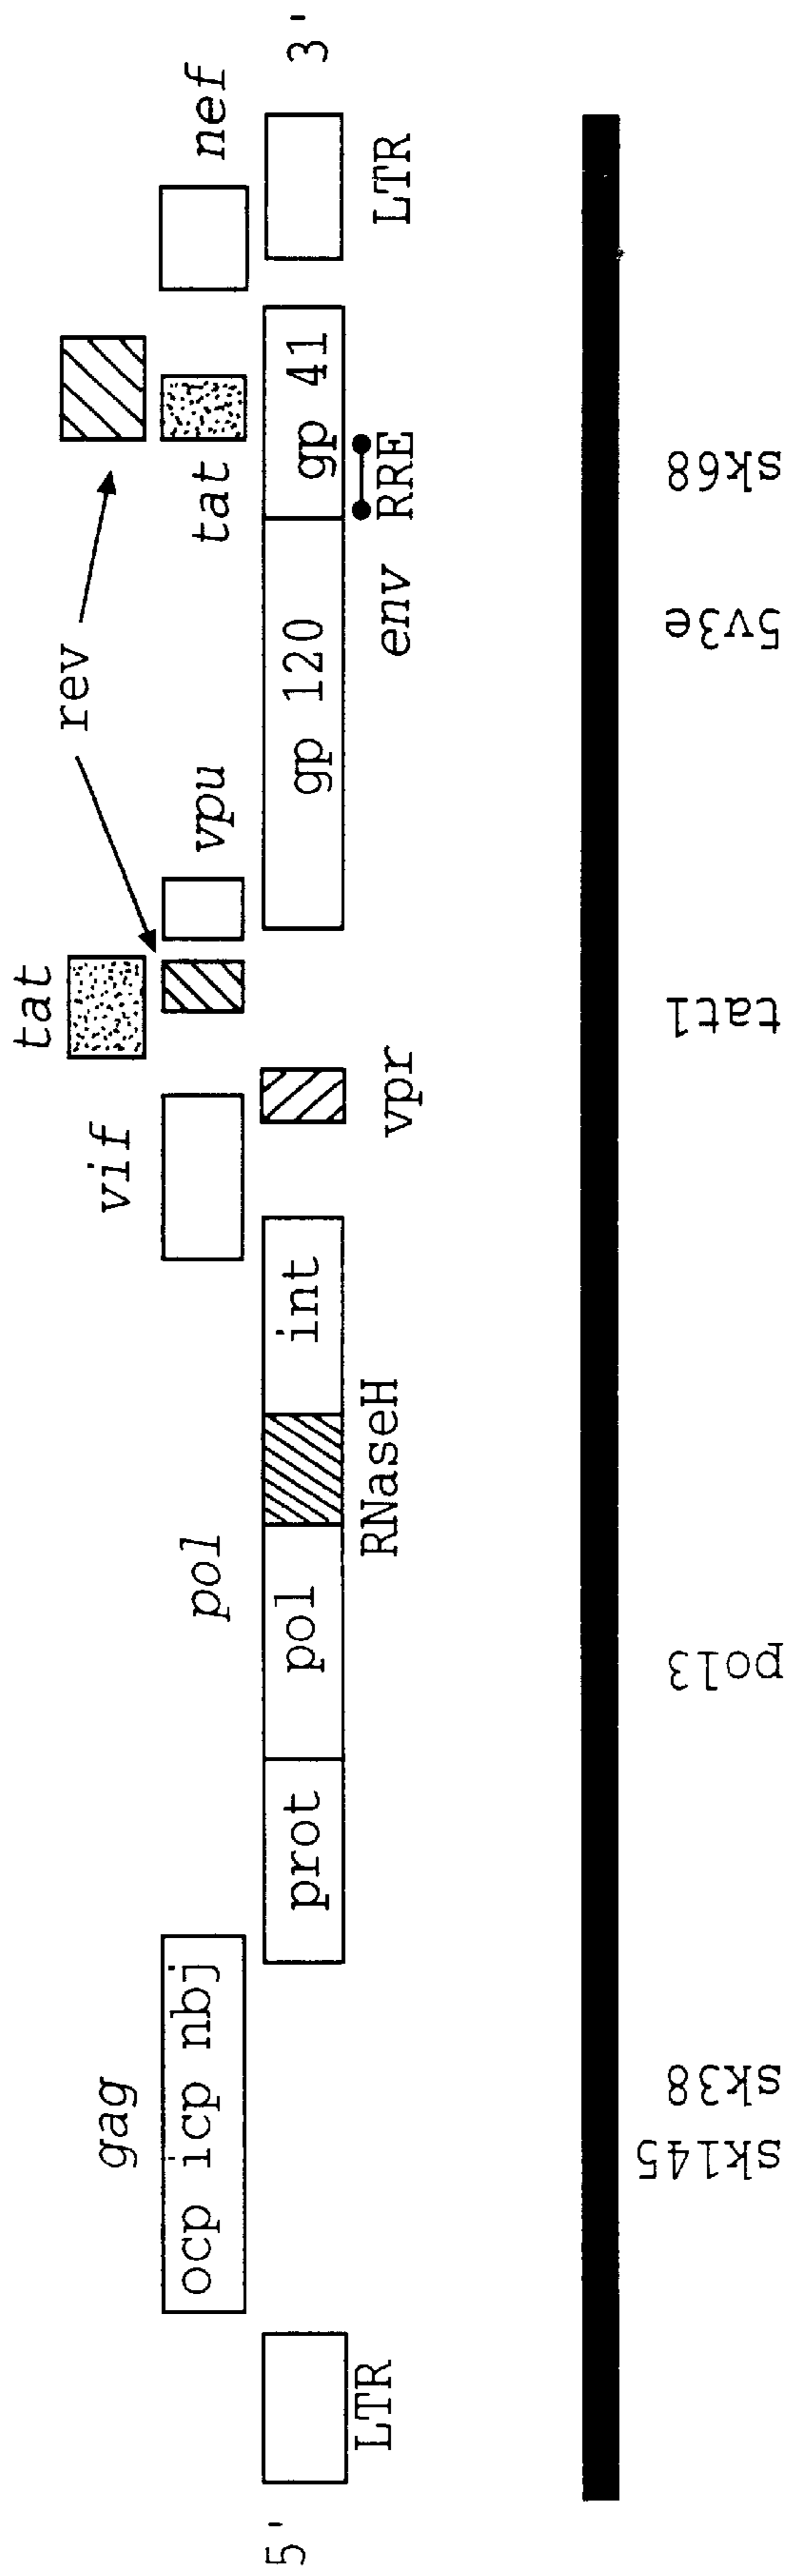 tat
rev
gag
vif
pol
vpu
tat
nef
ocp icp nbj
5'
prot
pol
int
gp 120
gp 41
3'
LTR
RNaseH
vpr
env
RRE
LTR
sk145
sk38
pol3
tat1
5v3e
sk68